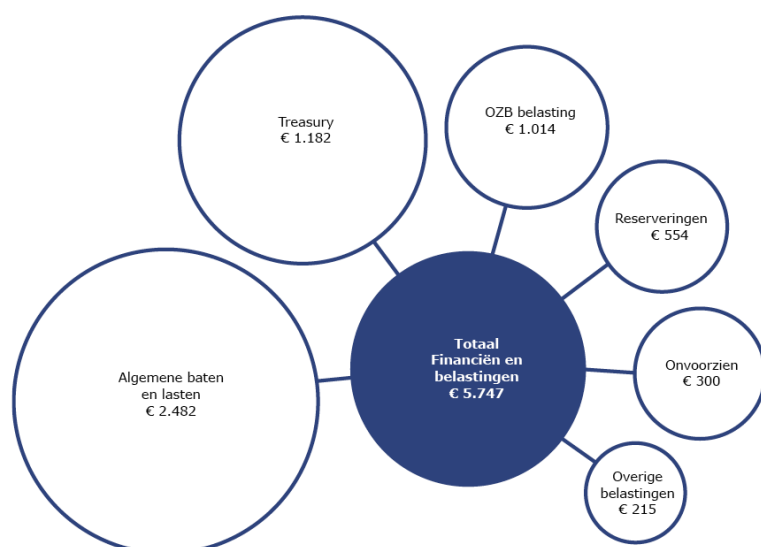 Treasury
€ 1.182
OZB belasting
€ 1.014
Reserveringen
€ 554
Totaal
Financiën en
belastingen
€ 5.747
Onvoorzien
€ 300
Algemene baten
en lasten
€ 2.482
Overige
belastingen
€ 215